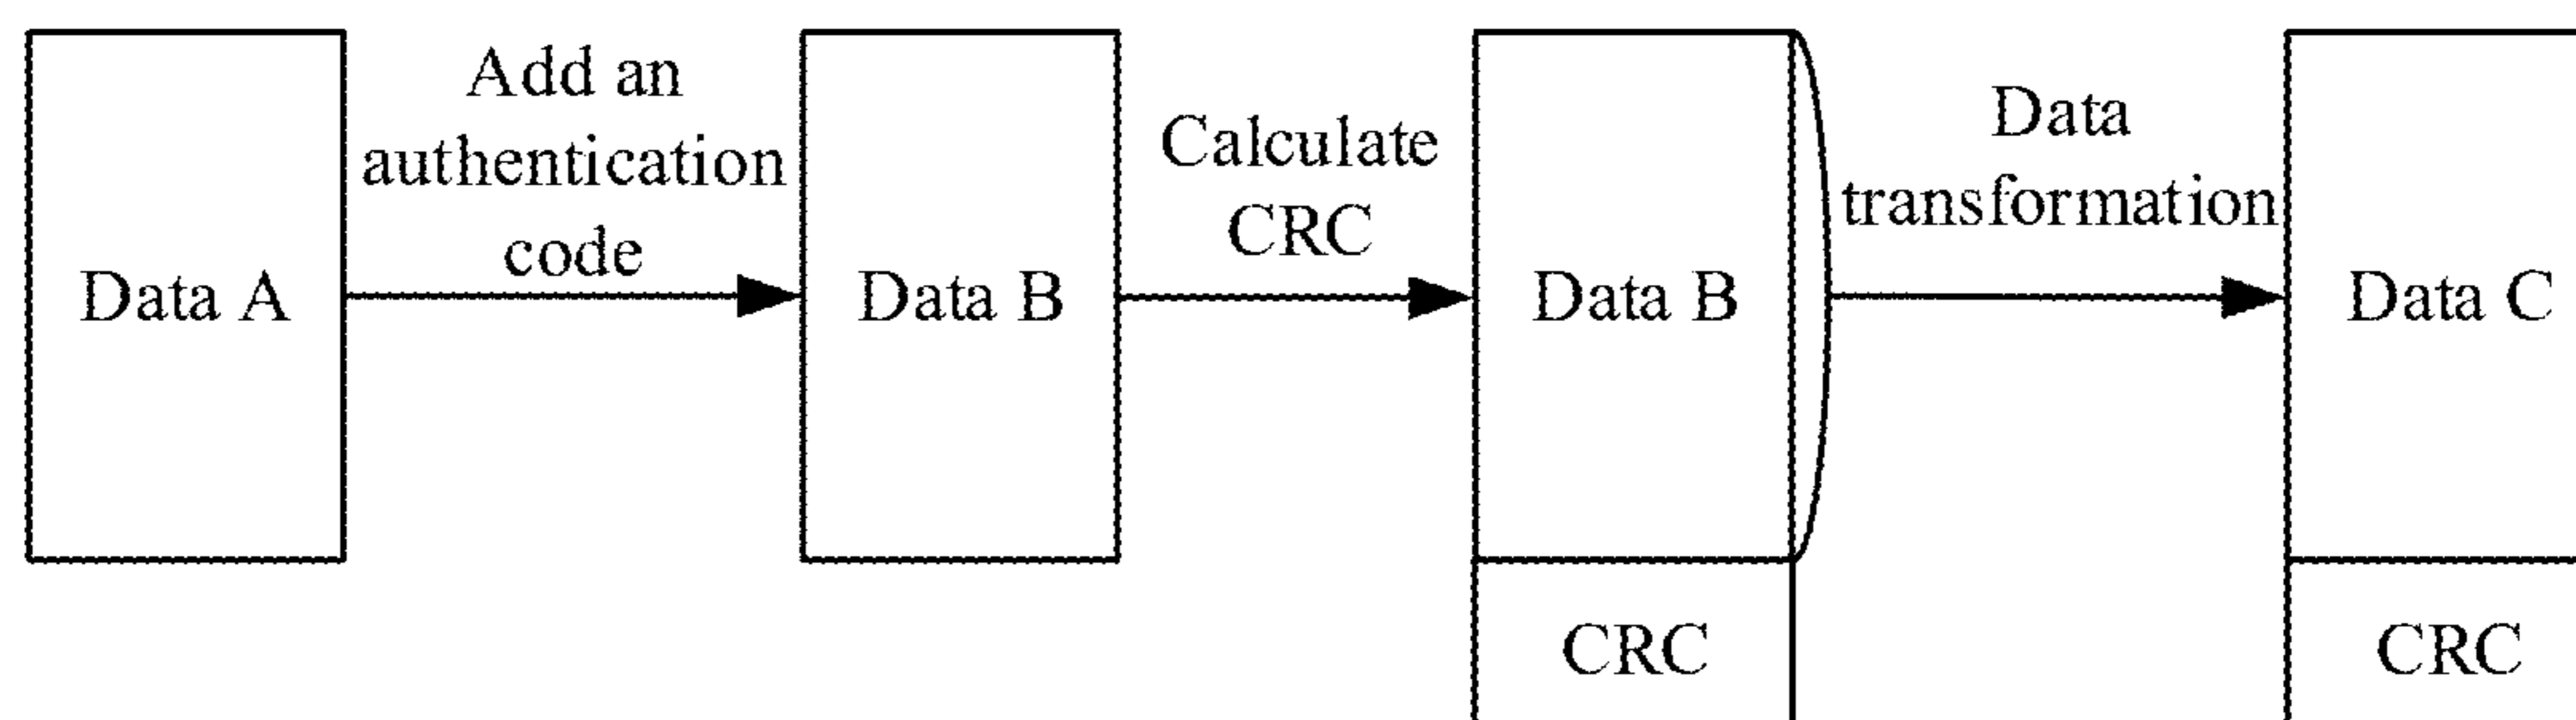 Data A
Add an
authentication
code
Data B
Calculate
CRC
Data B
CRC
Data
transformation
Data C
CRC